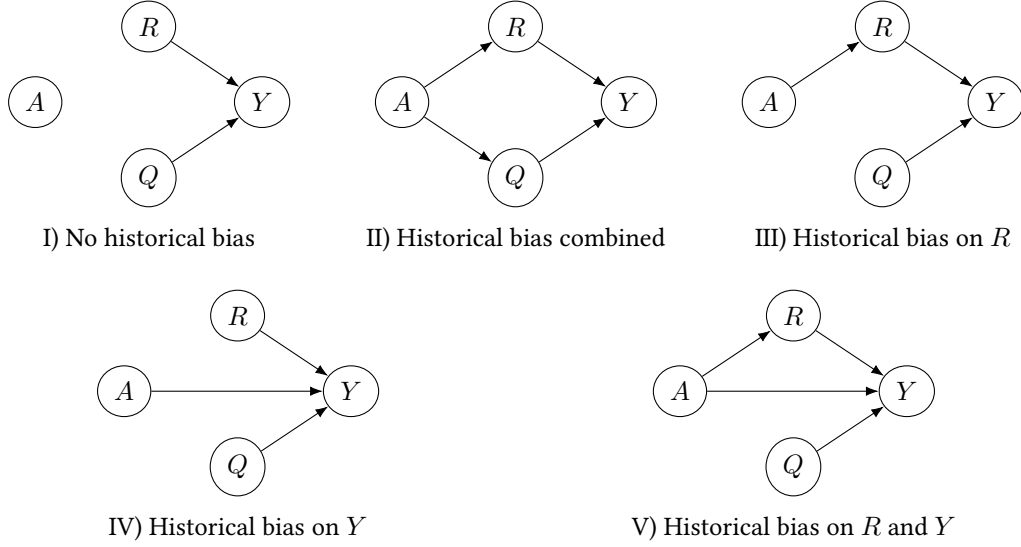 R
A
Y
Q
I) No historical bias
R
A
Y
Q
II) Historical bias combined
R
A
Y
Q
III) Historical bias on R
R
A
Y
Q
IV) Historical bias on Y
R
A
Y
Q
V) Historical bias on R and Y